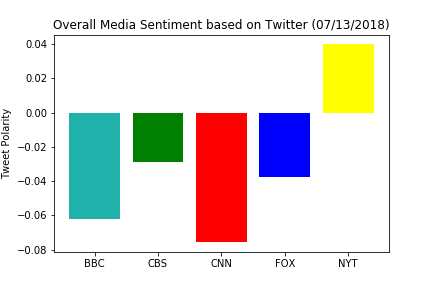 Overall Media Sentiment based on Twitter (07/13/2018)
Tweet Polarity
0.04
0.02
0.00
−0.02
−0.04
−0.06
−0.08
BBC CBS CNN FOX NYT